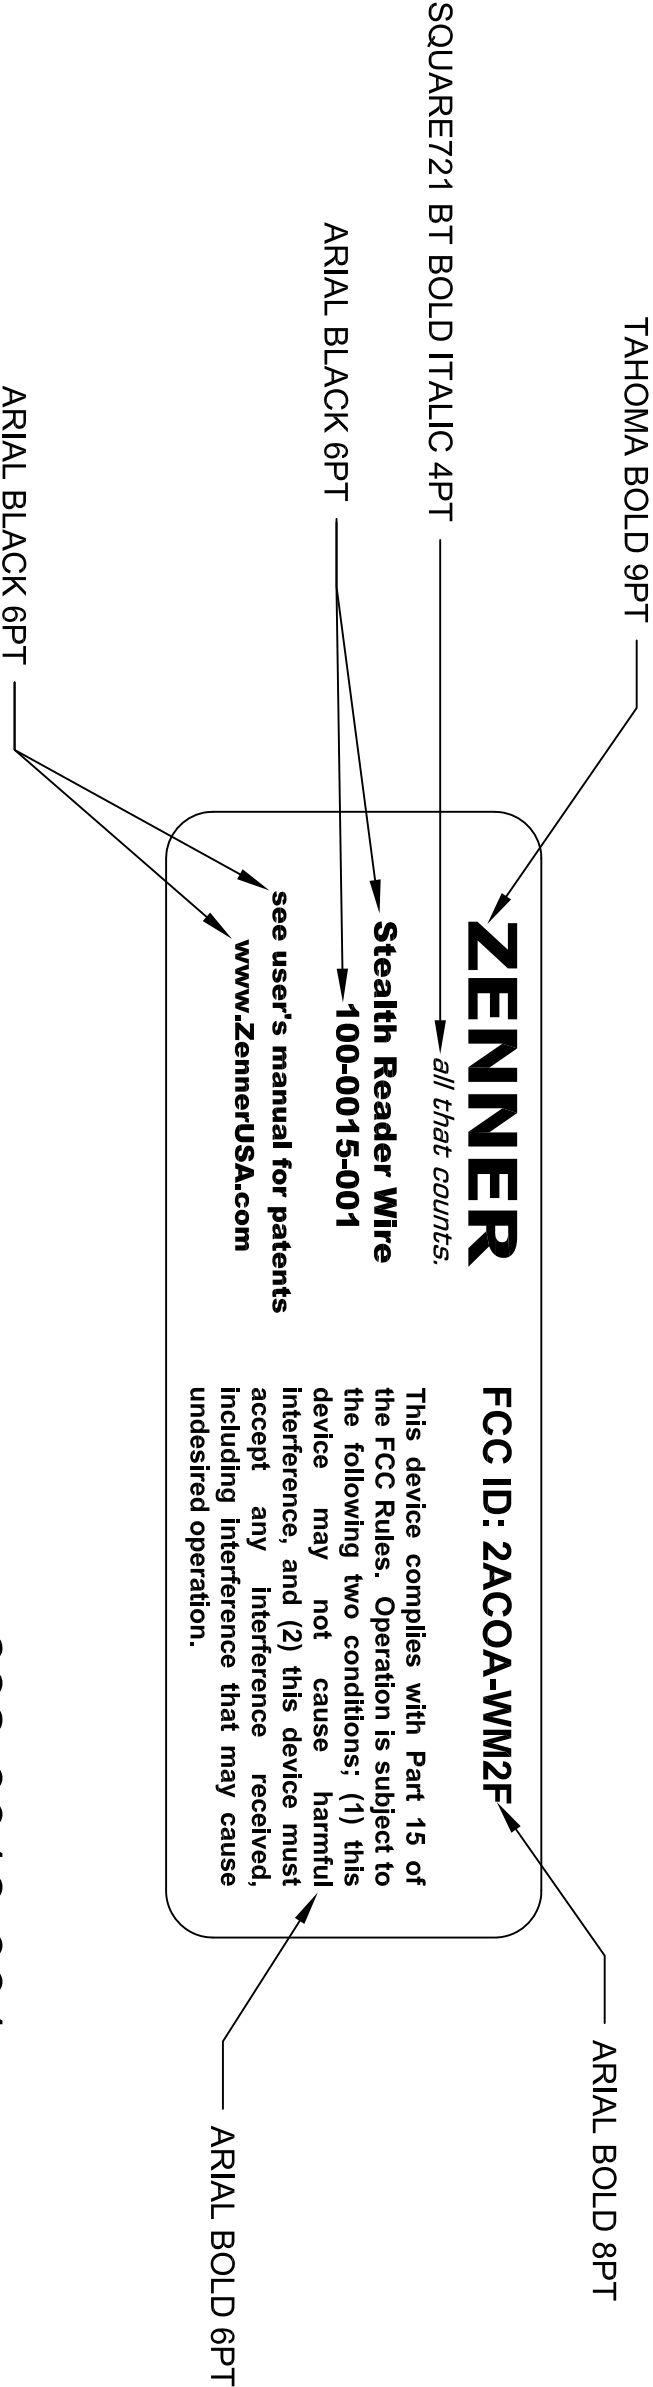 TAHOMA BOLD 9PT
SQUARE721 BT BOLD ITALIC 4PT
ARIAL BLACK 6PT
ARIAL BLACK 6PT
ZENNER
all that counts.
Stealth Reader Wire
100-0015-001
see user's manual for patents
www.ZennerUSA.com
FCC ID: 2ACOA-WM2F
This device complies with Part 15 of
the FCC Rules. Operation is subject to
the following two conditions; (1) this
device may not cause harmful
interference, and (2) this device must
accept any interference received,
including interference that may cause
undesired operation.
ARIAL BOLD 8PT
ARIAL BOLD 6PT